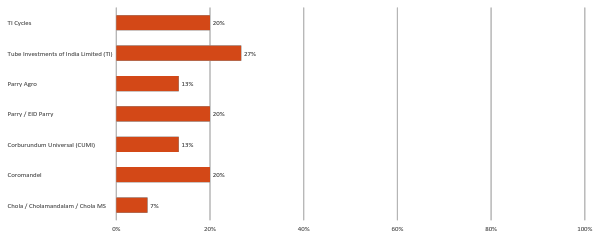 TI Cycles 20%
Tube Investments of India Limited (TI) 27%
Parry Agro 13%
Parry / EID Parry 20%
Corburundum Universal (CUMI) 13%
Coromandel 20%
Chola / Cholamandalam / Chola MS 7%
0% 20% 40% 60% 80% 100%